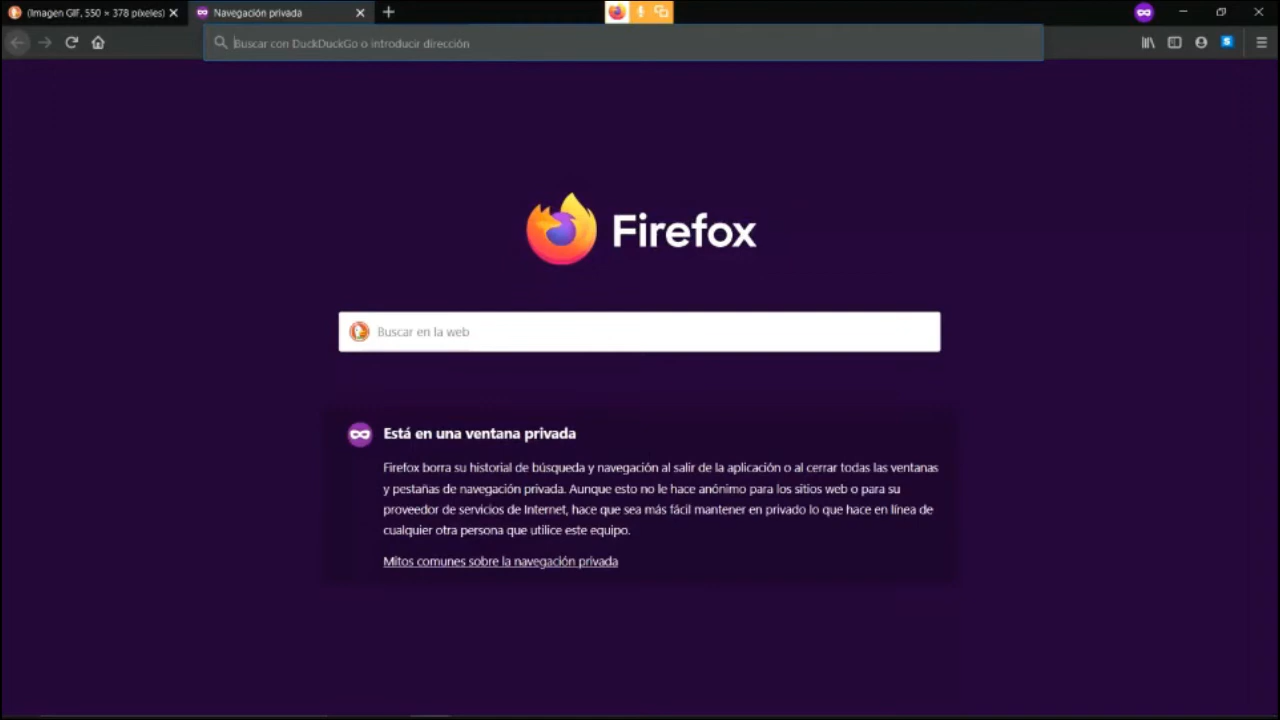 (Imagen GIF, 550 × 378 píxeles)
Navegación privada
Buscar con DuckDuckGo o introducir dirección
Firefox
Buscar en la web
Está en una ventana privada
Firefox borra su historial de búsqueda y navegación al salir de la aplicación o al cerrar todas las ventanas
y pestañas de navegación privada. Aunque esto no le hace anónimo para los sitios web o para su
proveedor de servicios de Internet, hace que sea más fácil mantener en privado lo que hace en línea de
cualquier otra persona que utilice este equipo.
Mitos comunes sobre la navegación privada